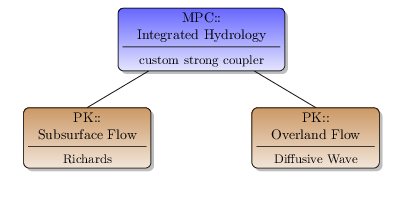 MPC::
Integrated Hydrology
custom strong coupler
PK::
Subsurface Flow
Richards
PK::
Overland Flow
Diffusive Wave